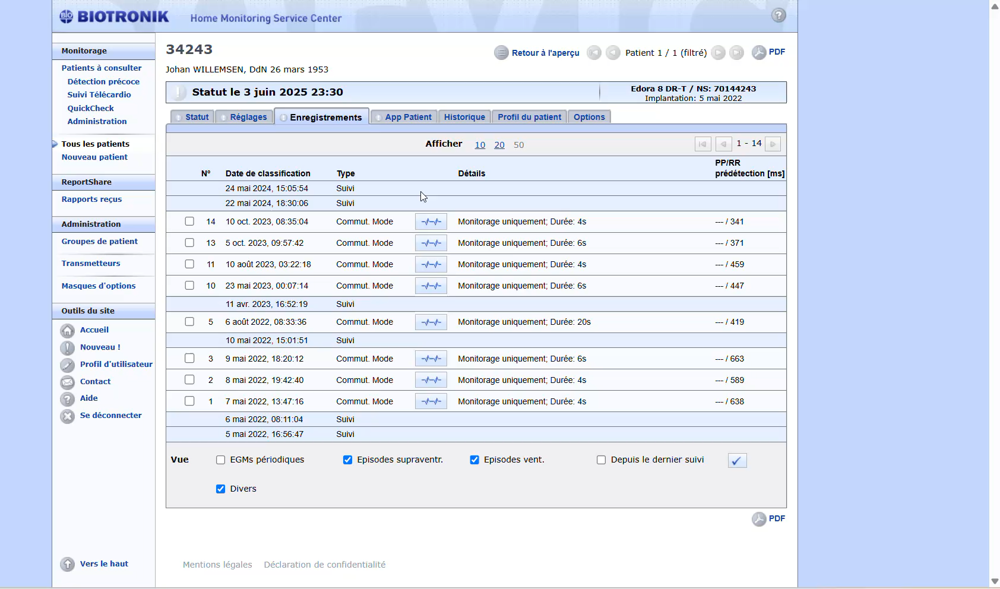 BIO BIOTRONIK Home Monitoring Service Center ?
Monitorage
Patients à consulter
Détection précoce
Suivi Télécardio
QuickCheck
Administration
Tous les patients
Nouveau patient
ReportShare
Rapports reçus
Administration
Groupes de patient
Transmetteurs
Masques d'options
Outils du site
Accueil
Nouveau !
Profil d'utilisateur
Contact
Aide
Se déconnecter
Vers le haut
34243
Retour à l'aperçu Patient 1 / 1 (filtré) PDF
Johan WILLEMSEN, DdN 26 mars 1953
Statut le 3 juin 2025 23:30
Edora 8 DR-T / NS: 70144243
Implantation: 5 mai 2022
Statut Réglages Enregistrements App Patient Historique Profil du patient Options
Afficher 10 20 50 1 - 14
N° Date de classification Type Détails PP/RR prédétection [ms]
24 mai 2024, 15:05:54 Suivi
22 mai 2024, 18:30:06 Suivi
14 10 oct. 2023, 08:35:04 Commut. Mode Monitorage uniquement; Durée: 4s --- / 341
13 5 oct. 2023, 09:57:42 Commut. Mode Monitorage uniquement; Durée: 6s --- / 371
11 10 août 2023, 03:22:18 Commut. Mode Monitorage uniquement; Durée: 4s --- / 459
10 23 mai 2023, 00:07:14 Commut. Mode Monitorage uniquement; Durée: 6s --- / 447
11 avr. 2023, 16:52:19 Suivi
5 6 août 2022, 08:33:36 Commut. Mode Monitorage uniquement; Durée: 20s --- / 419
10 mai 2022, 15:01:51 Suivi
3 9 mai 2022, 18:20:12 Commut. Mode Monitorage uniquement; Durée: 6s --- / 663
2 8 mai 2022, 19:42:40 Commut. Mode Monitorage uniquement; Durée: 4s --- / 589
1 7 mai 2022, 13:47:16 Commut. Mode Monitorage uniquement; Durée: 4s --- / 638
6 mai 2022, 08:11:04 Suivi
5 mai 2022, 16:56:47 Suivi
Vue EGMs périodiques Episodes supraventr. Episodes vent. Depuis le dernier suivi
Divers
PDF
Mentions légales Déclaration de confidentialité